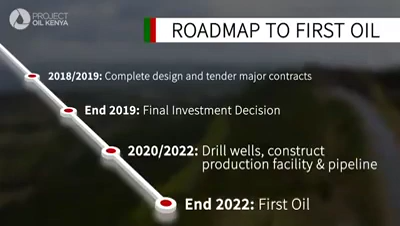 PROJECT
OIL KENYA
ROADMAP TO FIRST OIL
2018/2019: Complete design and tender major contracts
End 2019: Final Investment Decision
2020/2022: Drill wells, construct
production facility & pipeline
End 2022: First Oil